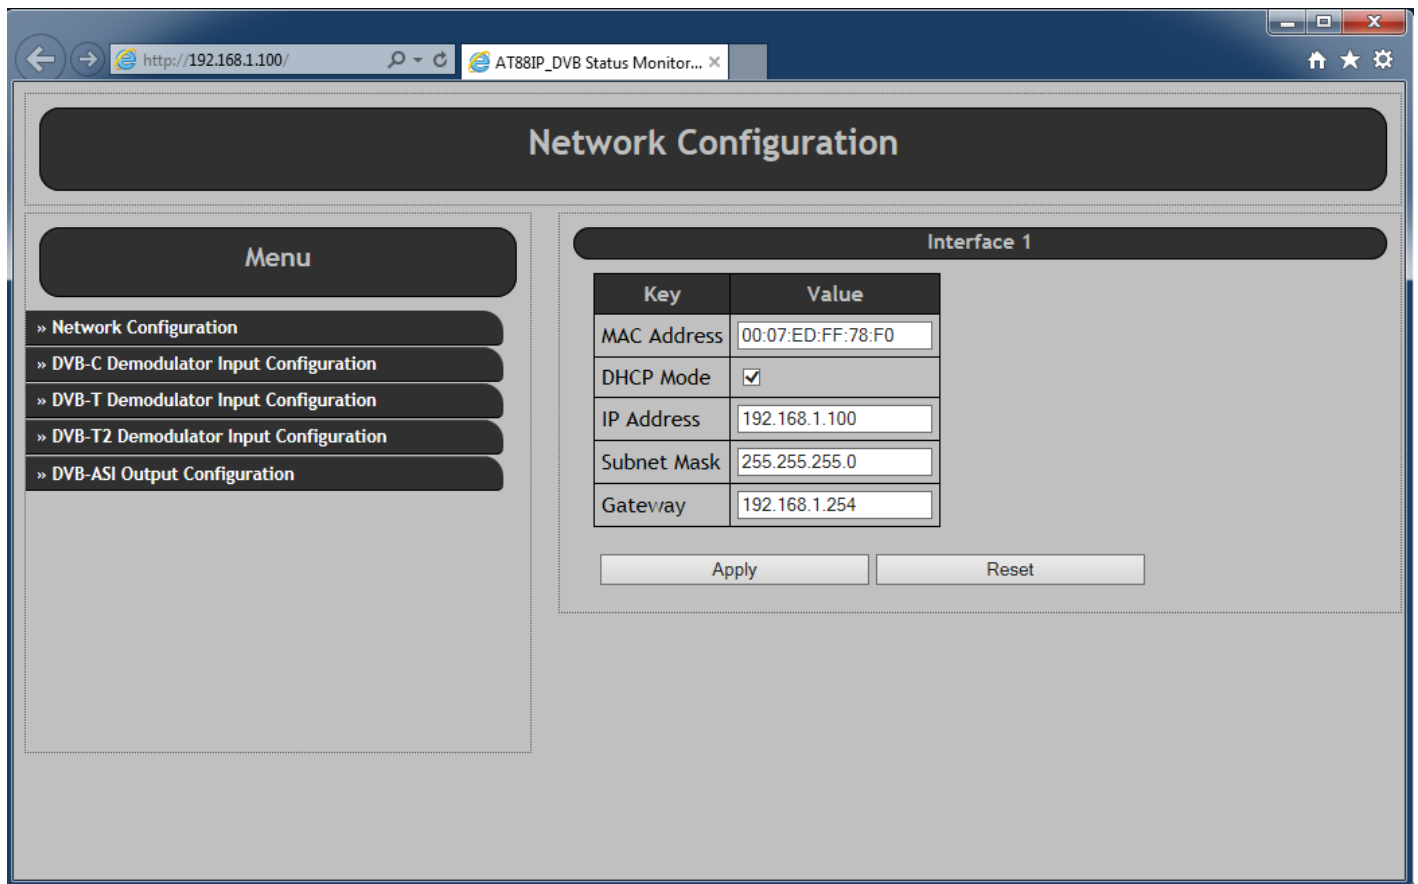 http://192.168.1.100/
AT88IP_DVB Status Monitor...
Network Configuration
Menu
» Network Configuration
» DVB-C Demodulator Input Configuration
» DVB-T Demodulator Input Configuration
» DVB-T2 Demodulator Input Configuration
» DVB-ASI Output Configuration
Interface 1
Key Value
MAC Address 00:07:ED:FF:78:F0
DHCP Mode
IP Address 192.168.1.100
Subnet Mask 255.255.255.0
Gateway 192.168.1.254
Apply Reset